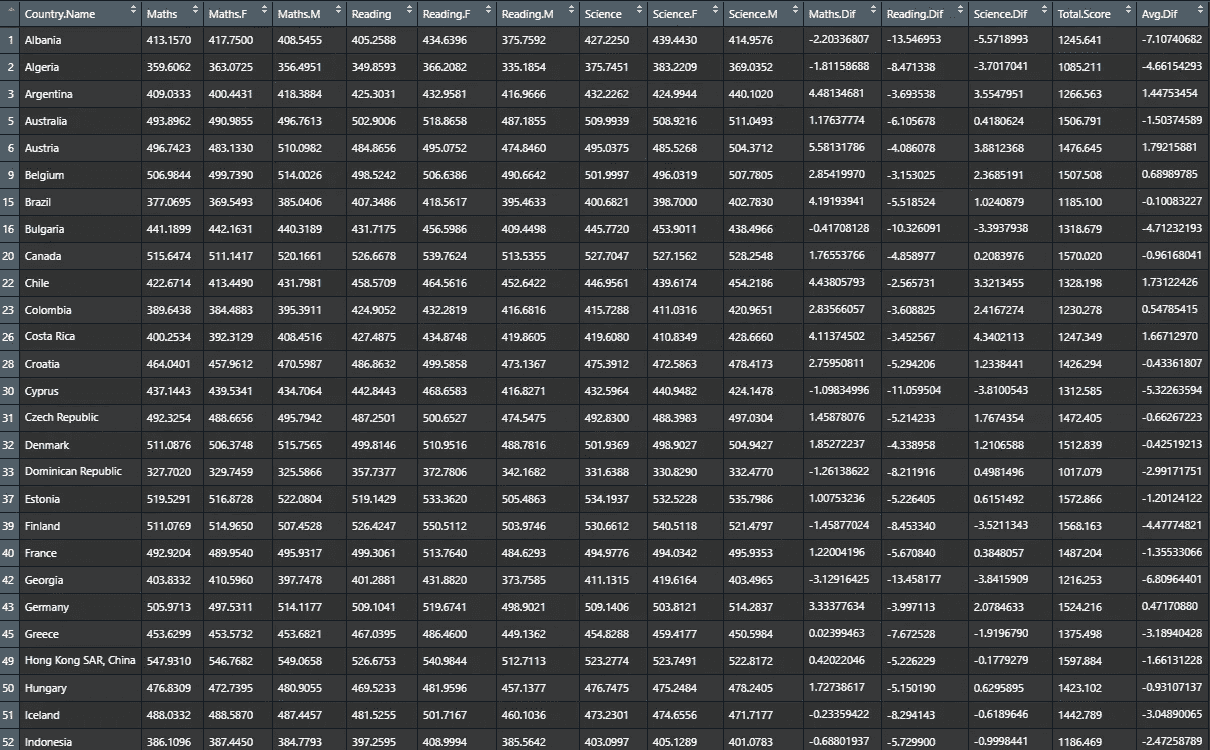 Country.Name Maths Maths.F Maths.M Reading Reading.F Reading.M Science Science.F Science.M Maths.Dif Reading.Dif Science.Dif Total.Score Avg.Dif
1 Albania 413.1570 417.7500 408.5455 405.2588 434.6396 375.7592 427.2250 439.4430 414.9576 -2.20336807 -13.546953 -5.5718993 1245.641 -7.10740682
2 Algeria 359.6062 363.0725 356.4951 349.8593 366.2082 335.1854 375.7451 383.2209 369.0352 -1.81158688 -8.471338 -3.7017041 1085.211 -4.66154293
3 Argentina 409.0333 400.4431 418.3884 425.3031 432.9581 416.9666 432.2262 424.9944 440.1020 4.48134681 -3.693538 3.5547951 1266.563 1.44753454
5 Australia 493.8962 490.9855 496.7613 502.9006 518.8658 487.1855 509.9939 508.9216 511.0493 1.17637774 -6.105678 0.4180624 1506.791 -1.50374589
6 Austria 496.7423 483.1330 510.0982 484.8656 495.0752 474.8460 495.0375 485.5268 504.3712 5.58131786 -4.086078 3.8812368 1476.645 1.79215881
9 Belgium 506.9844 499.7390 514.0026 498.5242 506.6386 490.6642 501.9997 496.0319 507.7805 2.85419970 -3.153025 2.3685191 1507.508 0.68989785
15 Brazil 377.0695 369.5493 385.0406 407.3486 418.5617 395.4633 400.6821 398.7000 402.7830 4.19193941 -5.518524 1.0240879 1185.100 -0.10083227
16 Bulgaria 441.1899 442.1631 440.3189 431.7175 456.5986 409.4498 445.7720 453.9011 438.4966 -0.41708128 -10.326091 -3.3937938 1318.679 -4.71232193
20 Canada 515.6474 511.1417 520.1661 526.6678 539.7624 513.5355 527.7047 527.1562 528.2548 1.76553766 -4.858977 0.2083976 1570.020 -0.96168041
22 Chile 422.6714 413.4490 431.7981 458.5709 464.5616 452.6422 446.9561 439.6174 454.2186 4.43805793 -2.565731 3.3213455 1328.198 1.73122426
23 Colombia 389.6438 384.4883 395.3911 424.9052 432.2819 416.6816 415.7288 411.0316 420.9651 2.83566057 -3.608825 2.4167274 1230.278 0.54785415
26 Costa Rica 400.2534 392.3129 408.4516 427.4875 434.8748 419.8605 419.6080 410.8349 428.6660 4.11374502 -3.452567 4.3402113 1247.349 1.66712970
28 Croatia 464.0401 457.9612 470.5987 486.8632 499.5858 473.1367 475.3912 472.5863 478.4173 2.75950811 -5.294206 1.2338441 1426.294 -0.43361807
30 Cyprus 437.1443 439.5341 434.7064 442.8443 468.6583 416.8271 432.5964 440.9482 424.1478 -1.09834996 -11.059504 -3.8100543 1312.585 -5.32263594
31 Czech Republic 492.3254 488.6656 495.7942 487.2501 500.6527 474.5475 492.8300 488.3983 497.0304 1.45878076 -5.214233 1.7674354 1472.405 -0.66267223
32 Denmark 511.0876 506.3748 515.7565 499.8146 510.9516 488.7816 501.9369 498.9027 504.9427 1.85272237 -4.338958 1.2106588 1512.839 -0.42519213
33 Dominican Republic 327.7020 329.7459 325.5866 357.7377 372.7806 342.1682 331.6388 330.8290 332.4770 -1.26138622 -8.211916 0.4981496 1017.079 -2.99171751
37 Estonia 519.5291 516.8728 522.0804 519.1429 533.3620 505.4863 534.1937 532.5228 535.7986 1.00753236 -5.226405 0.6151492 1572.866 -1.20124122
39 Finland 511.0769 514.9650 507.4528 526.4247 550.5112 503.9746 530.6612 540.5118 521.4797 -1.45877024 -8.453340 -3.5211343 1568.163 -4.47774821
40 France 492.9204 489.9540 495.9317 499.3061 513.7640 484.6293 494.9776 494.0342 495.9353 1.22004196 -5.670840 0.3848057 1487.204 -1.35533066
42 Georgia 403.8332 410.5960 397.7478 401.2881 431.8820 373.7585 411.1315 419.6164 403.4965 -3.12916425 -13.458177 -3.8415909 1216.253 -6.80964401
43 Germany 505.9713 497.5311 514.1177 509.1041 519.6741 498.9021 509.1406 503.8121 514.2837 3.33377634 -3.997113 2.0784633 1524.216 0.47170880
45 Greece 453.6299 453.5732 453.6821 467.0395 486.4600 449.1362 454.8288 459.4177 450.5984 0.02399463 -7.672528 -1.9196790 1375.498 -3.18940428
49 Hong Kong SAR, China 547.9310 546.7682 549.0658 526.6753 540.9844 512.7113 523.2774 523.7491 522.8172 0.42022046 -5.226229 -0.1779279 1597.884 -1.66131228
50 Hungary 476.8309 472.7395 480.9055 469.5233 481.9596 457.1377 476.7475 475.2484 478.2405 1.72738617 -5.150190 0.6295895 1423.102 -0.93107137
51 Iceland 488.0332 488.5870 487.4457 481.5255 501.7167 460.1036 473.2301 474.6556 471.7177 -0.23359422 -8.294143 -0.6189646 1442.789 -3.04890065
52 Indonesia 386.1096 387.4450 384.7793 397.2595 408.9994 385.5642 403.0997 405.1289 401.0783 -0.68801937 -5.729900 -0.9998441 1186.469 -2.47258789